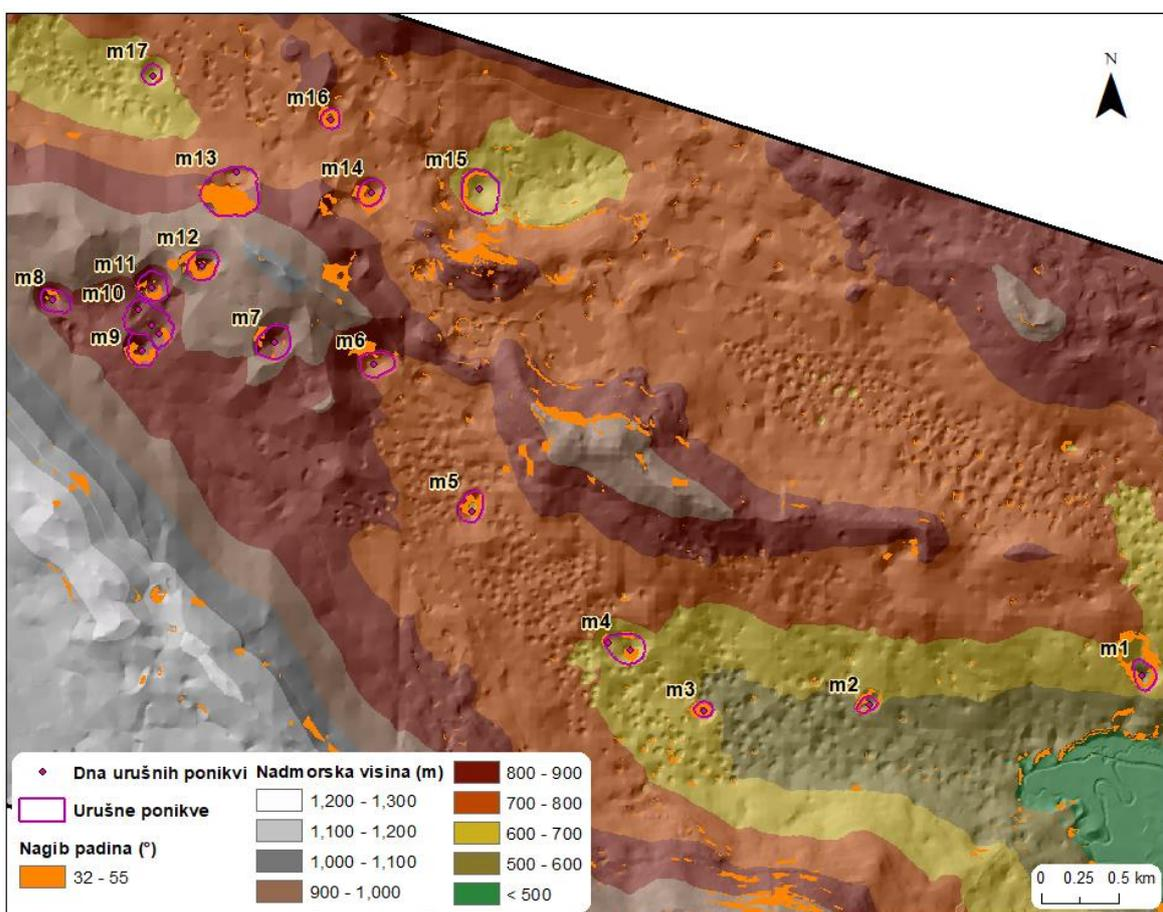 N
m17
m16
m13
m14
m15
m12
m11
m8
m10
m7
m9
m6
m5
m4
m1
m3
m2
Dna urušnih ponikvi
Urušne ponikve
Nagib padina (°)
32 - 55
Nadmorska visina (m)
1,200 - 1,300
1,100 - 1,200
1,000 - 1,100
900 - 1,000
800 - 900
700 - 800
600 - 700
500 - 600
< 500
0 0.25 0.5 km